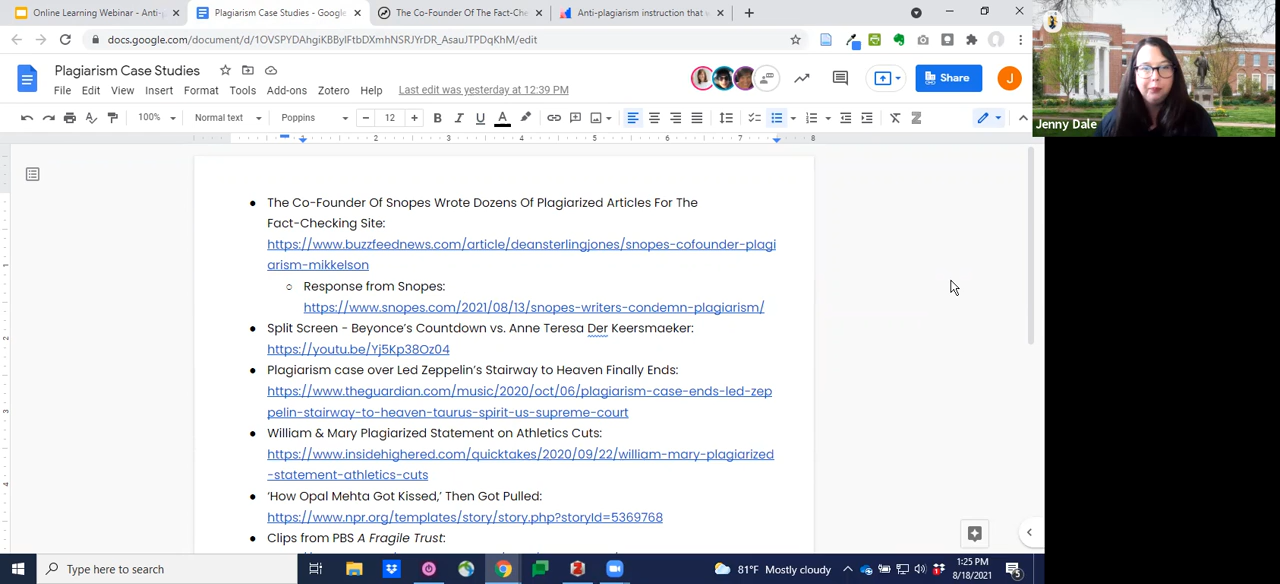 Online Learning Webinar - Anti-p
Plagiarism Case Studies - Google
The Co-Founder Of The Fact-Che
Anti-plagiarism instruction that w
docs.google.com/document/d/1OVSPYDAhgiKBBylFtbDXmhNSRJYrDR_AsauJTPDqKhM/edit
Plagiarism Case Studies
Share
J
File Edit View Insert Format Tools Add-ons Zotero Help Last edit was yesterday at 12:39 PM
100% Normal text Poppins 12 B I U A
2 3 4 5 6 7 8
Jenny Dale
• The Co-Founder Of Snopes Wrote Dozens Of Plagiarized Articles For The
Fact-Checking Site:
https://www.buzzfeednews.com/article/deansterlingjones/snopes-cofounder-plagi
arism-mikkelson
○ Response from Snopes:
https://www.snopes.com/2021/08/13/snopes-writers-condemn-plagiarism/
• Split Screen - Beyonce's Countdown vs. Anne Teresa Der Keersmaeker:
https://youtu.be/Yj5Kp38Oz04
• Plagiarism case over Led Zeppelin's Stairway to Heaven Finally Ends:
https://www.theguardian.com/music/2020/oct/06/plagiarism-case-ends-led-zep
pelin-stairway-to-heaven-taurus-spirit-us-supreme-court
• William & Mary Plagiarized Statement on Athletics Cuts:
https://www.insidehighered.com/quicktakes/2020/09/22/william-mary-plagiarized
-statement-athletics-cuts
• 'How Opal Mehta Got Kissed,' Then Got Pulled:
https://www.npr.org/templates/story/story.php?storyId=5369768
• Clips from PBS A Fragile Trust:
Type here to search
81°F Mostly cloudy
1:25 PM
8/18/2021
5